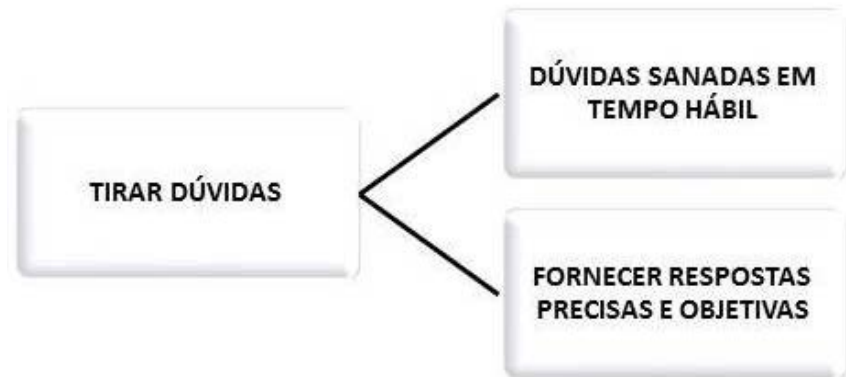 TIRAR DÚVIDAS
DÚVIDAS SANADAS EM
TEMPO HÁBIL
FORNECER RESPOSTAS
PRECISAS E OBJETIVAS